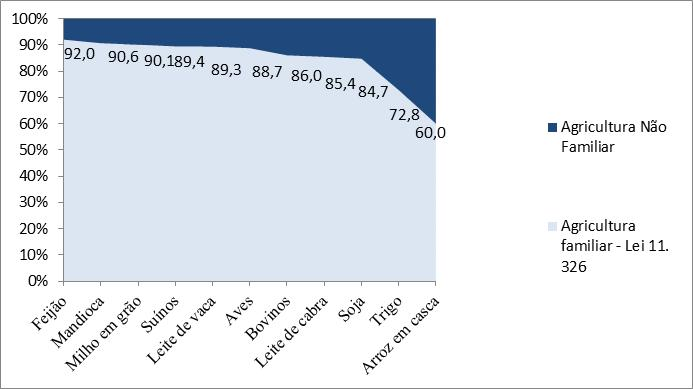 100%
90%
80%
70%
60%
50%
40%
30%
20%
10%
0%
92,0
90,6
90,1
89,4
89,3
88,7
86,0
85,4
84,7
72,8
60,0
Feijão
Mandioca
Milho em grão
Suínos
Leite de vaca
Aves
Bovinos
Leite de cabra
Soja
Trigo
Arroz em casca
Agricultura Não
Familiar
Agricultura
familiar - Lei 11.
326